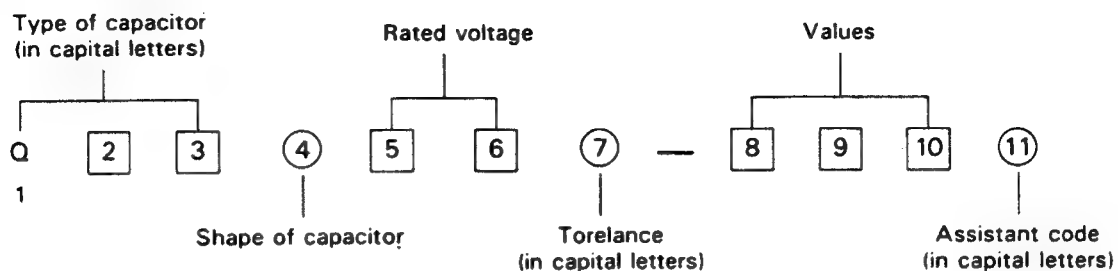 Type of capacitor
(in capital letters)
Rated voltage
Values
Q 2 3 4 5 6 7 — 8 9 10 11
1
Shape of capacitor
Torelance
(in capital letters)
Assistant code
(in capital letters)